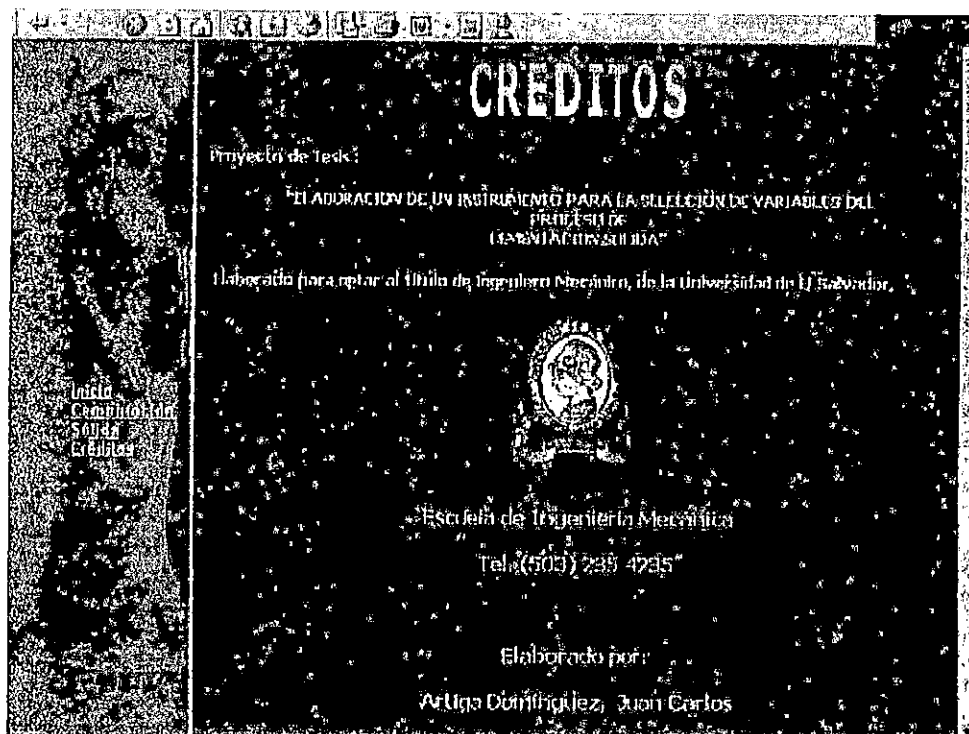 CREDITOS
Proyecto de Tesis:
"ELABORACION DE UN INSTRUMENTO PARA LA SELECCION DE VARIABLES DEL
PROCESO DE
CEMENTACION SOLIDA"
Elaborado para optar al título de Ingeniero Mecánico, de la Universidad de El Salvador.
Inicio
Cementación
Sólida
Créditos
Escuela de Ingeniería Mecánica
Tel. (503) 235 4235
Elaborado por:
Artiga Domínguez, Juan Carlos